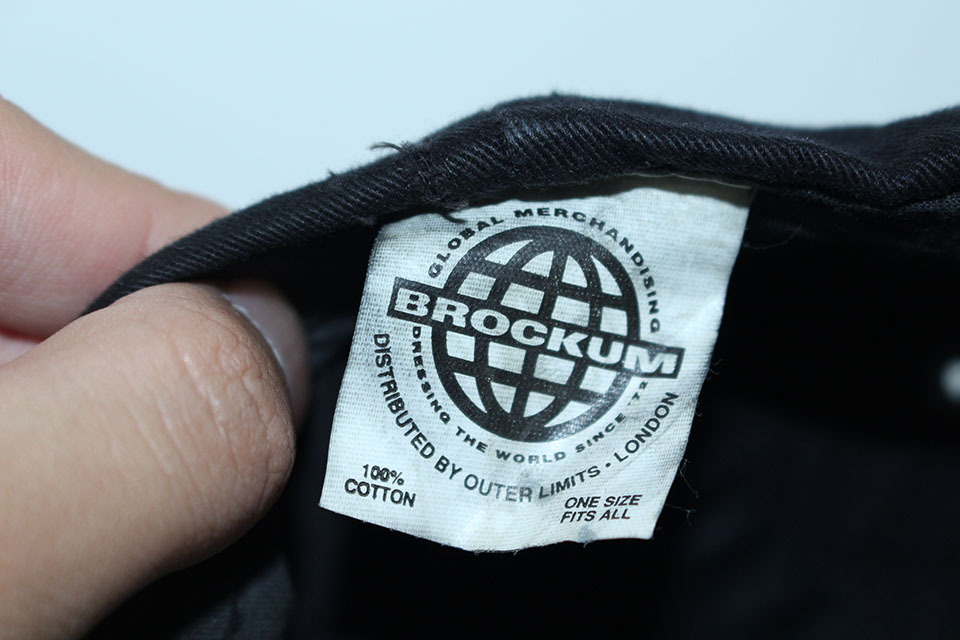 GLOBAL MERCHANDISING
BROCKUM
DRESSING THE WORLD SINCE '72
DISTRIBUTED BY OUTER LIMITS • LONDON
100%
COTTON
ONE SIZE
FITS ALL